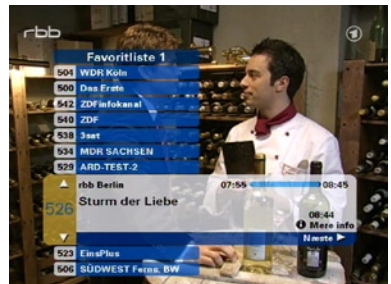 rbb
Favoritliste 1
504 WDR Köln
500 Das Erste
542 ZDFinfokanal
540 ZDF
538 3sat
534 MDR SACHSEN
529 ARD-TEST-2
rbb Berlin 07:55 08:45
526 Sturm der Liebe
08:44
Mere info
Næste
523 EinsPlus
506 SÜDWEST Ferns. BW